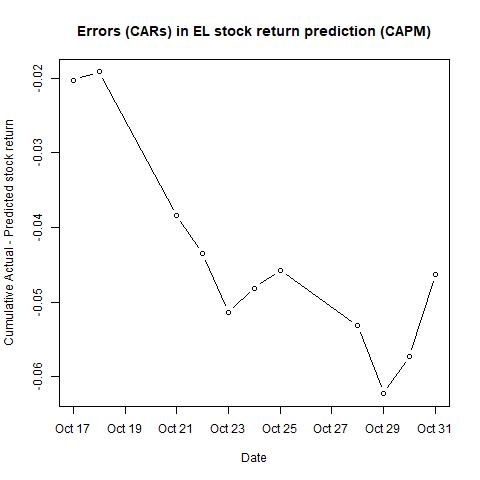 Errors (CARs) in EL stock return prediction (CAPM)
Cumulative Actual - Predicted stock return
-0.02
-0.03
-0.04
-0.05
-0.06
Oct 17 Oct 19 Oct 21 Oct 23 Oct 25 Oct 27 Oct 29 Oct 31
Date